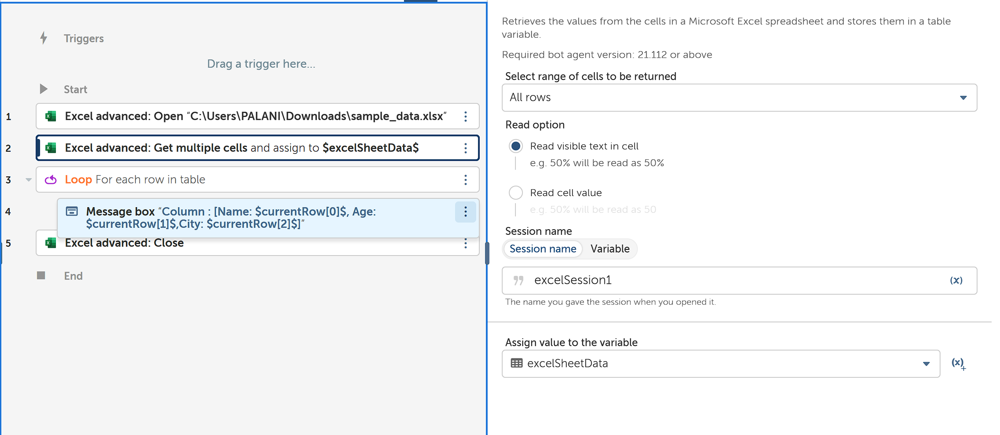 Triggers
Drag a trigger here...
Start
1 Excel advanced: Open “C:\Users\PALANI\Downloads\sample_data.xlsx”
2 Excel advanced: Get multiple cells and assign to $excelSheetData$
3 Loop For each row in table
4 Message box “Column : [Name: $currentRow[0]$, Age:
$currentRow[1]$,City: $currentRow[2]$]”
5 Excel advanced: Close
End
Retrieves the values from the cells in a Microsoft Excel spreadsheet and stores them in a table
variable.
Required bot agent version: 21.112 or above
Select range of cells to be returned
All rows
Read option
Read visible text in cell
e.g. 50% will be read as 50%
Read cell value
e.g. 50% will be read as 50
Session name
Session name Variable
excelSession1 (x)
The name you gave the session when you opened it.
Assign value to the variable
excelSheetData (x)+